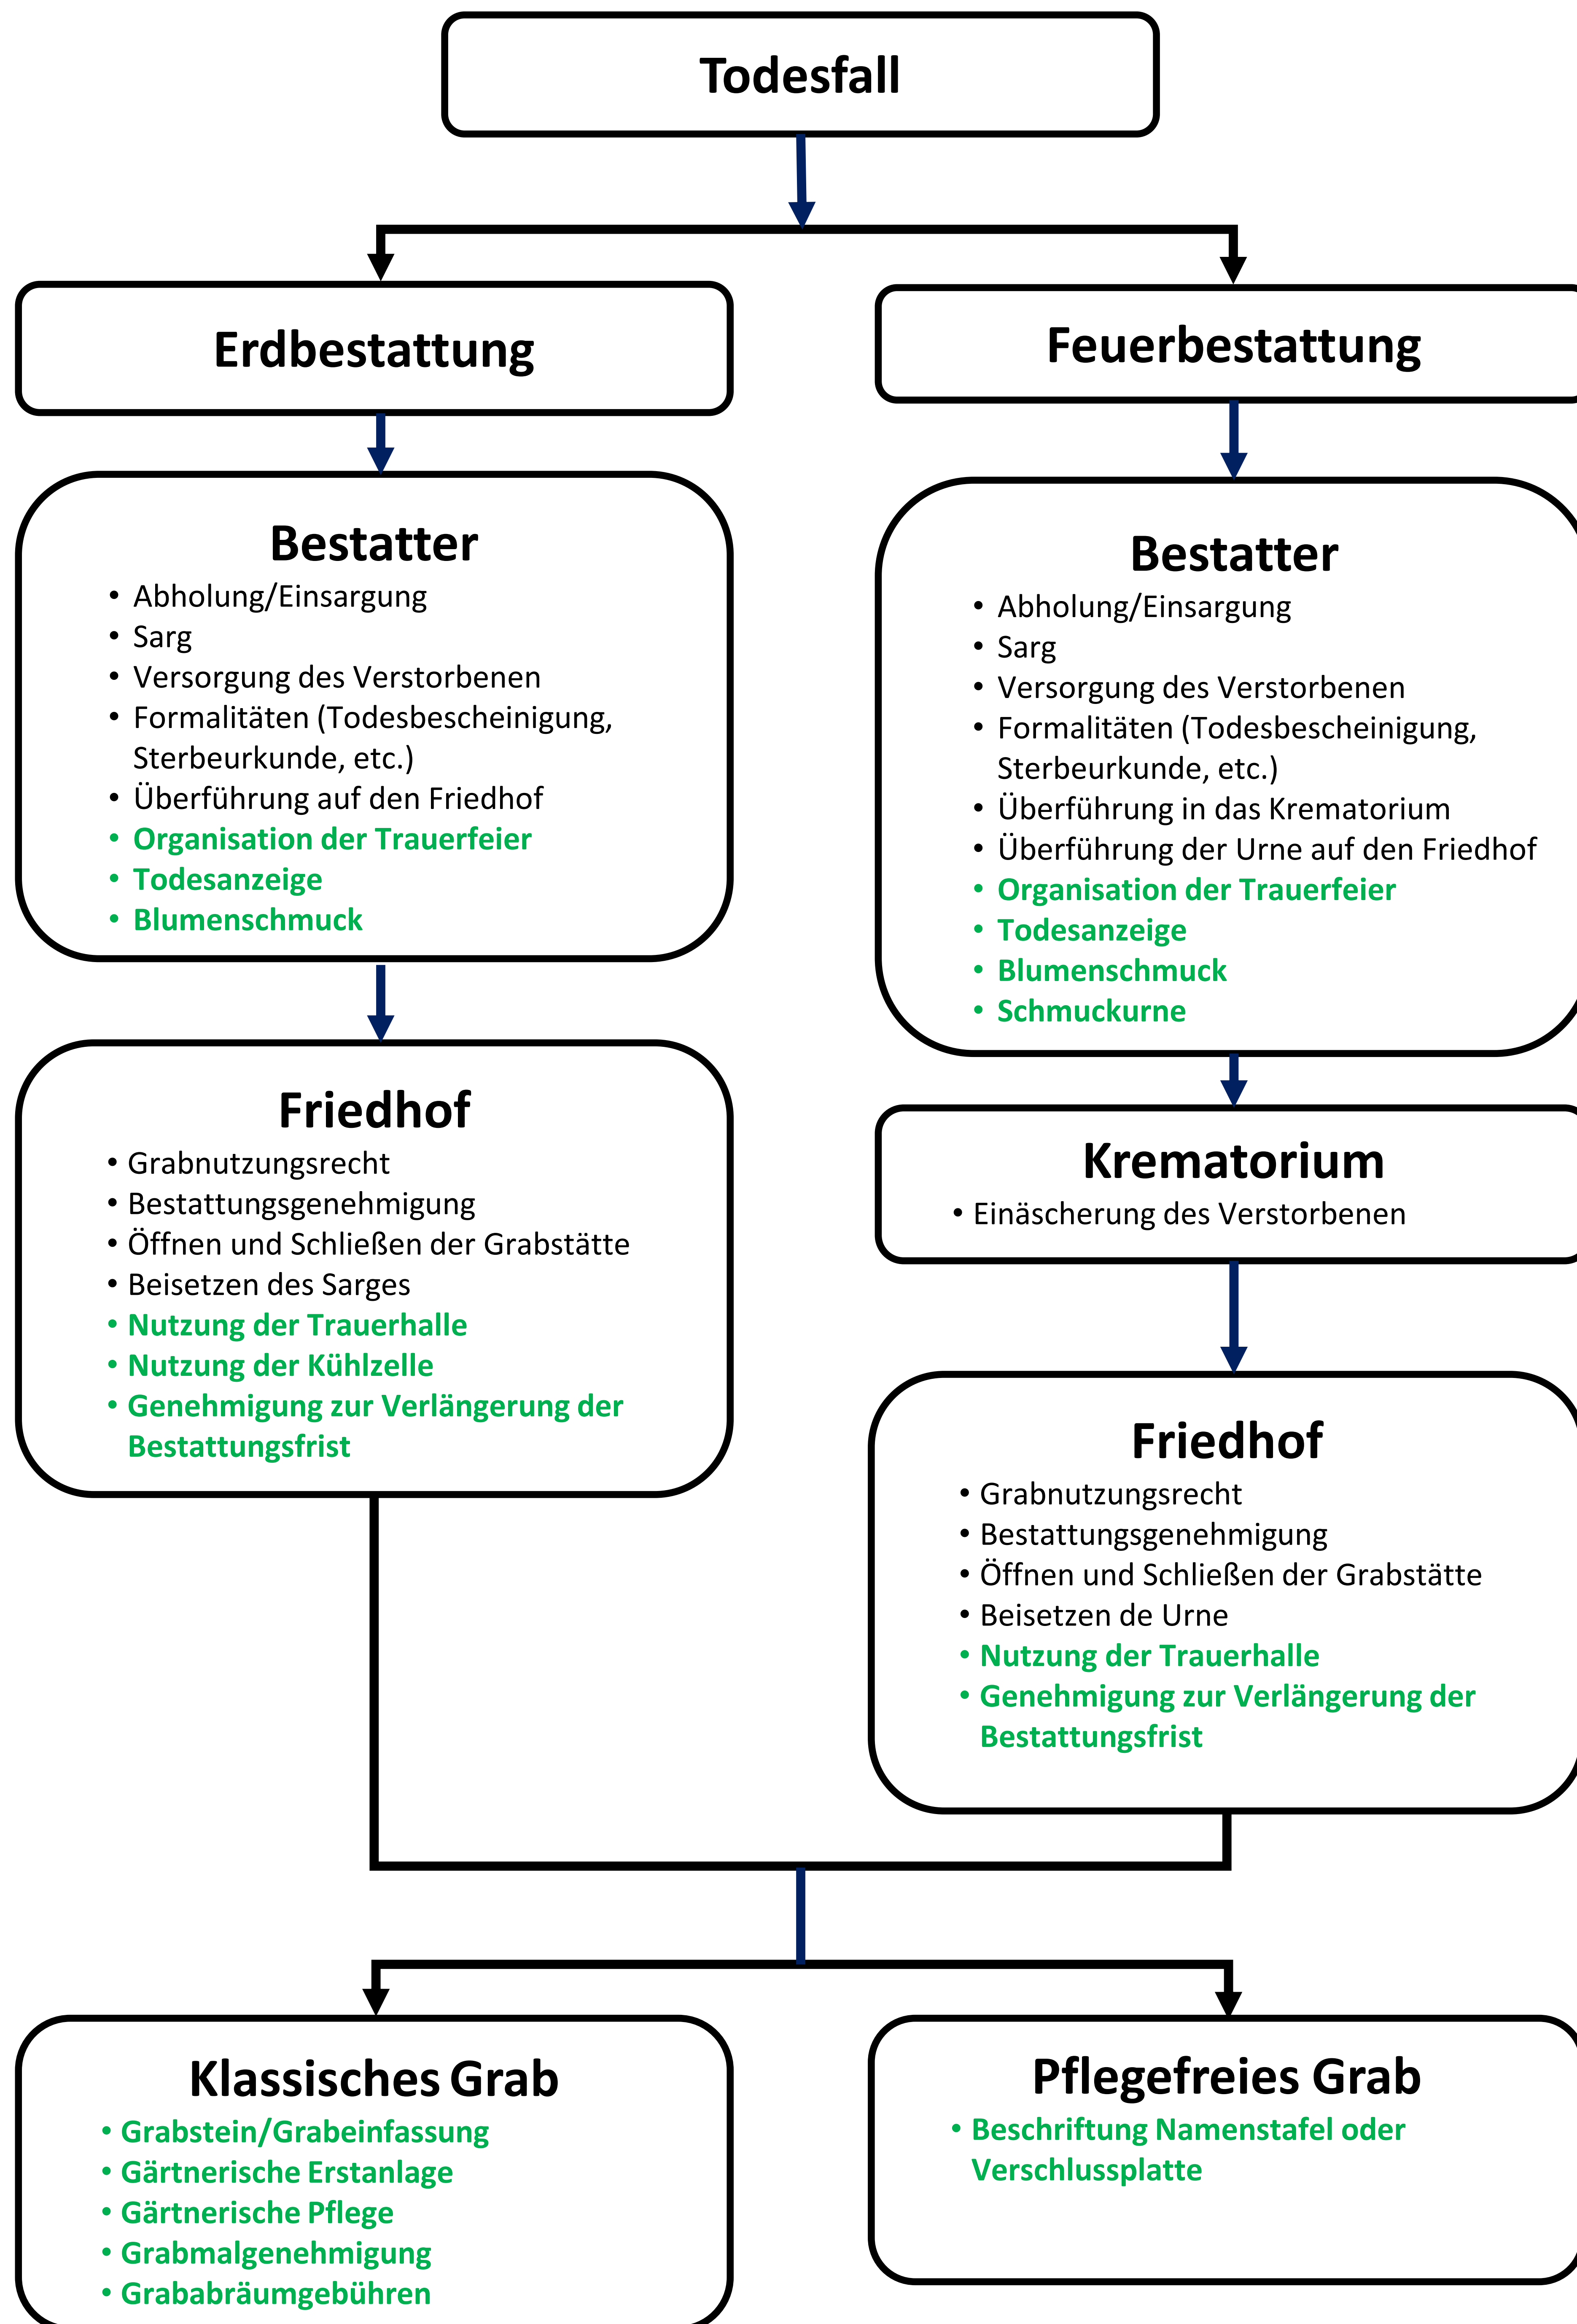 Todesfall
Erdbestattung
Feuerbestattung
Bestatter
• Abholung/Einsargung
• Sarg
• Versorgung des Verstorbenen
• Formalitäten (Todesbescheinigung,
Sterbeurkunde, etc.)
• Überführung auf den Friedhof
• Organisation der Trauerfeier
• Todesanzeige
• Blumenschmuck
Bestatter
• Abholung/Einsargung
• Sarg
• Versorgung des Verstorbenen
• Formalitäten (Todesbescheinigung,
Sterbeurkunde, etc.)
• Überführung in das Krematorium
• Überführung der Urne auf den Friedhof
• Organisation der Trauerfeier
• Todesanzeige
• Blumenschmuck
• Schmuckurne
Friedhof
• Grabnutzungsrecht
• Bestattungsgenehmigung
• Öffnen und Schließen der Grabstätte
• Beisetzen des Sarges
• Nutzung der Trauerhalle
• Nutzung der Kühlzelle
• Genehmigung zur Verlängerung der
Bestattungsfrist
Krematorium
• Einäscherung des Verstorbenen
Friedhof
• Grabnutzungsrecht
• Bestattungsgenehmigung
• Öffnen und Schließen der Grabstätte
• Beisetzen de Urne
• Nutzung der Trauerhalle
• Genehmigung zur Verlängerung der
Bestattungsfrist
Klassisches Grab
• Grabstein/Grabeinfassung
• Gärtnerische Erstanlage
• Gärtnerische Pflege
• Grabmalgenehmigung
• Grababräumgebühren
Pflegefreies Grab
• Beschriftung Namenstafel oder
Verschlussplatte